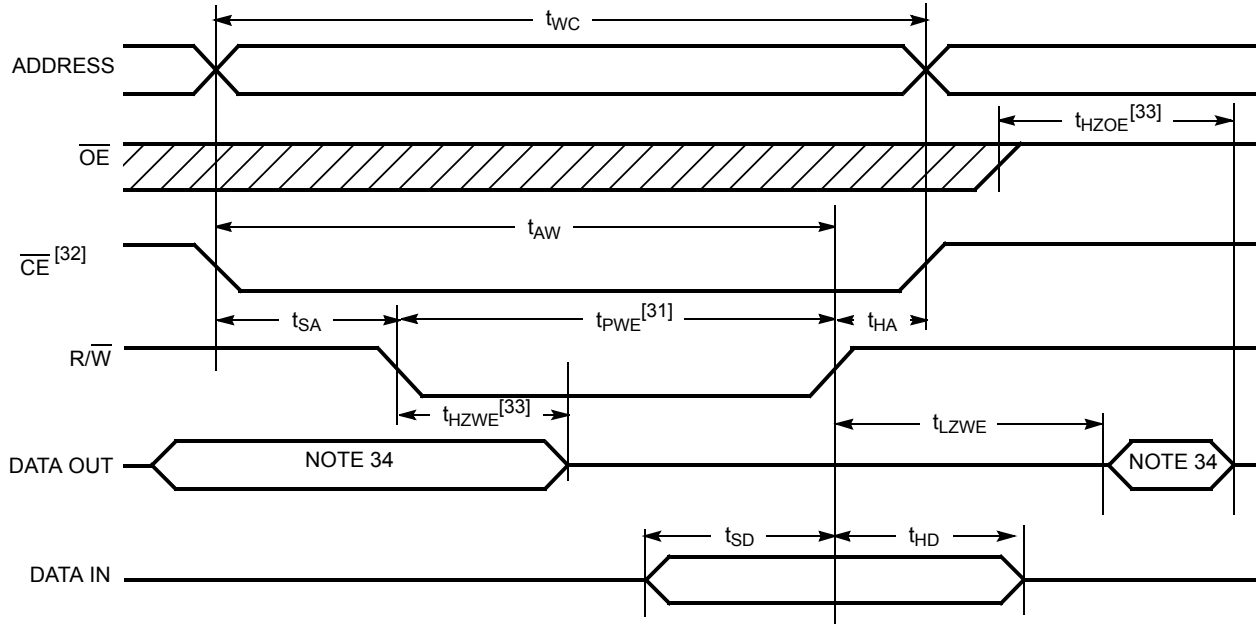 tWC
ADDRESS
tHZOE[33]
OE
tAW
CE [32]
tSA
tPWE[31]
tHA
R/W
tHZWE[33]
tLZWE
DATA OUT
NOTE 34
NOTE 34
tSD
tHD
DATA IN